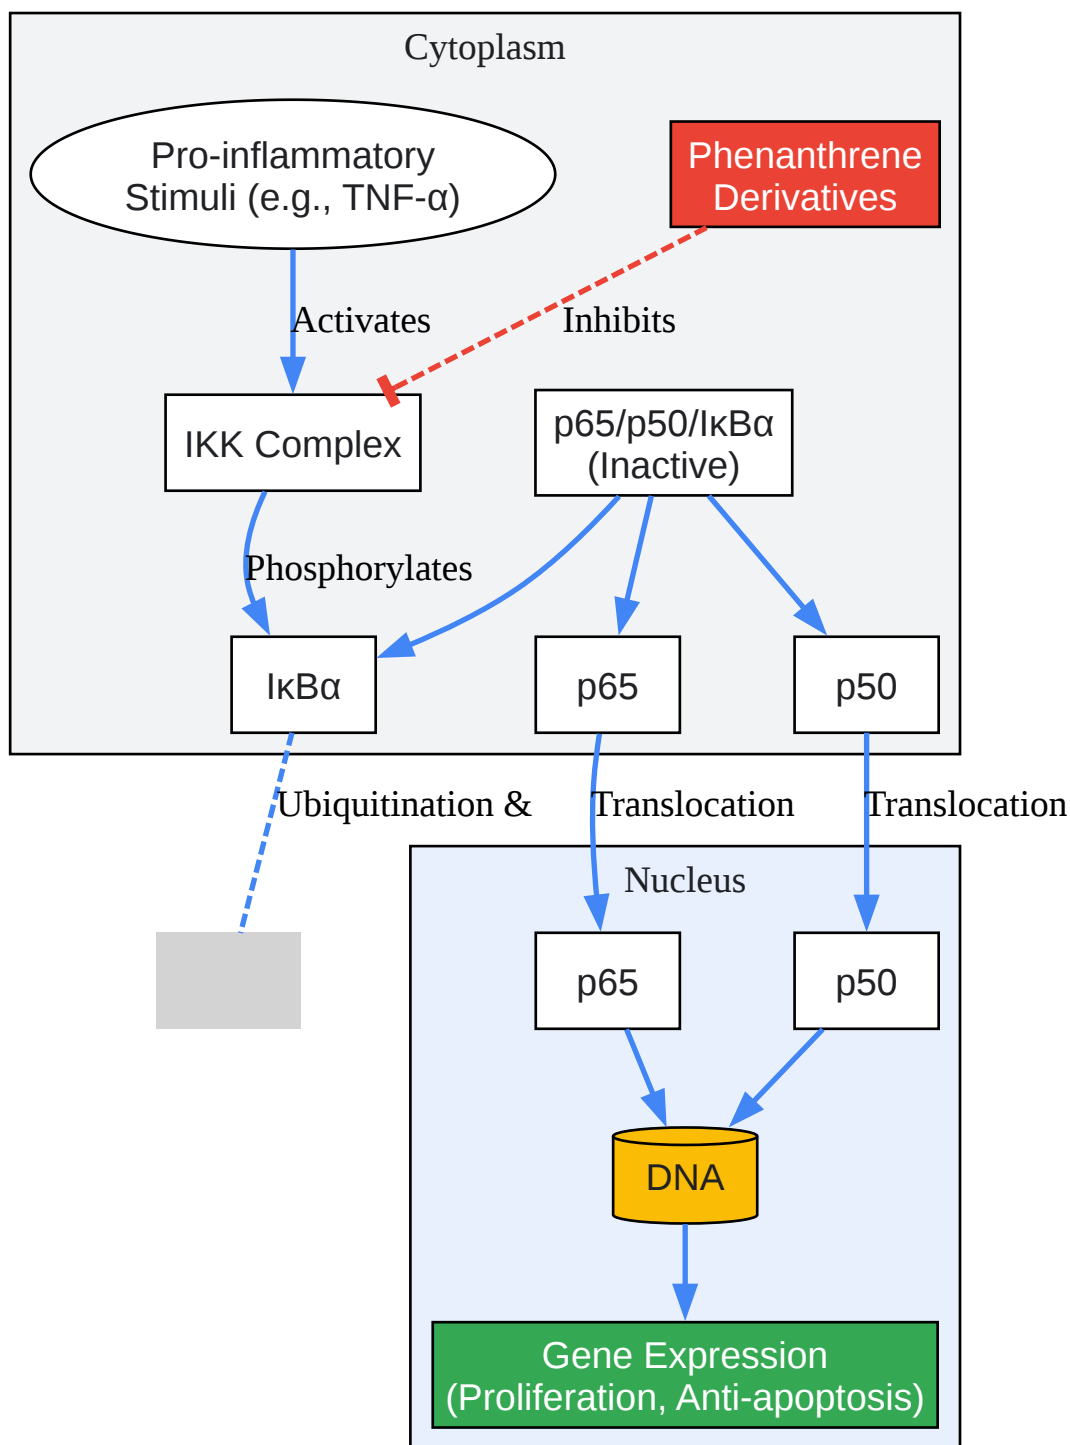 Cytoplasm
Pro-inflammatory
Stimuli (e.g., TNF-α)
Phenanthrene
Derivatives
Activates
Inhibits
IKK Complex
p65/p50/IκBα
(Inactive)
Phosphorylates
IκBα
p65
p50
Ubiquitination &
Translocation
Translocation
Nucleus
p65
p50
DNA
Gene Expression
(Proliferation, Anti-apoptosis)